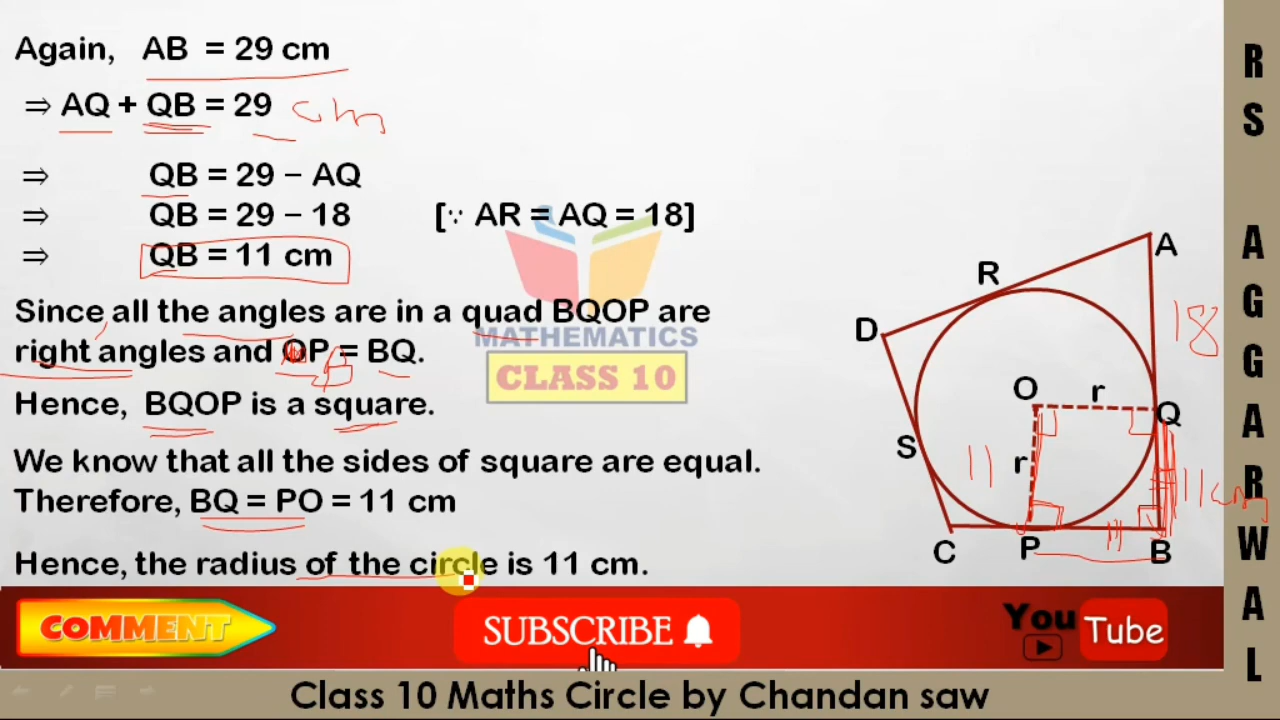 Again, AB = 29 cm
⇒ AQ + QB = 29 cm
⇒ QB = 29 − AQ
⇒ QB = 29 − 18 [∵ AR = AQ = 18]
⇒ QB = 11 cm
Since all the angles are in a quad BQOP are
right angles and P = BQ.
B
Hence, BQOP is a square.
We know that all the sides of square are equal.
Therefore, BQ = PO = 11 cm
Hence, the radius of the circle is 11 cm.
MATHEMATICS
CLASS 10
A
R
D
18
O r Q
S 11 r 11 cm
C P B
RS AGGARWAL
COMMENT
SUBSCRIBE
You Tube
Class 10 Maths Circle by Chandan saw